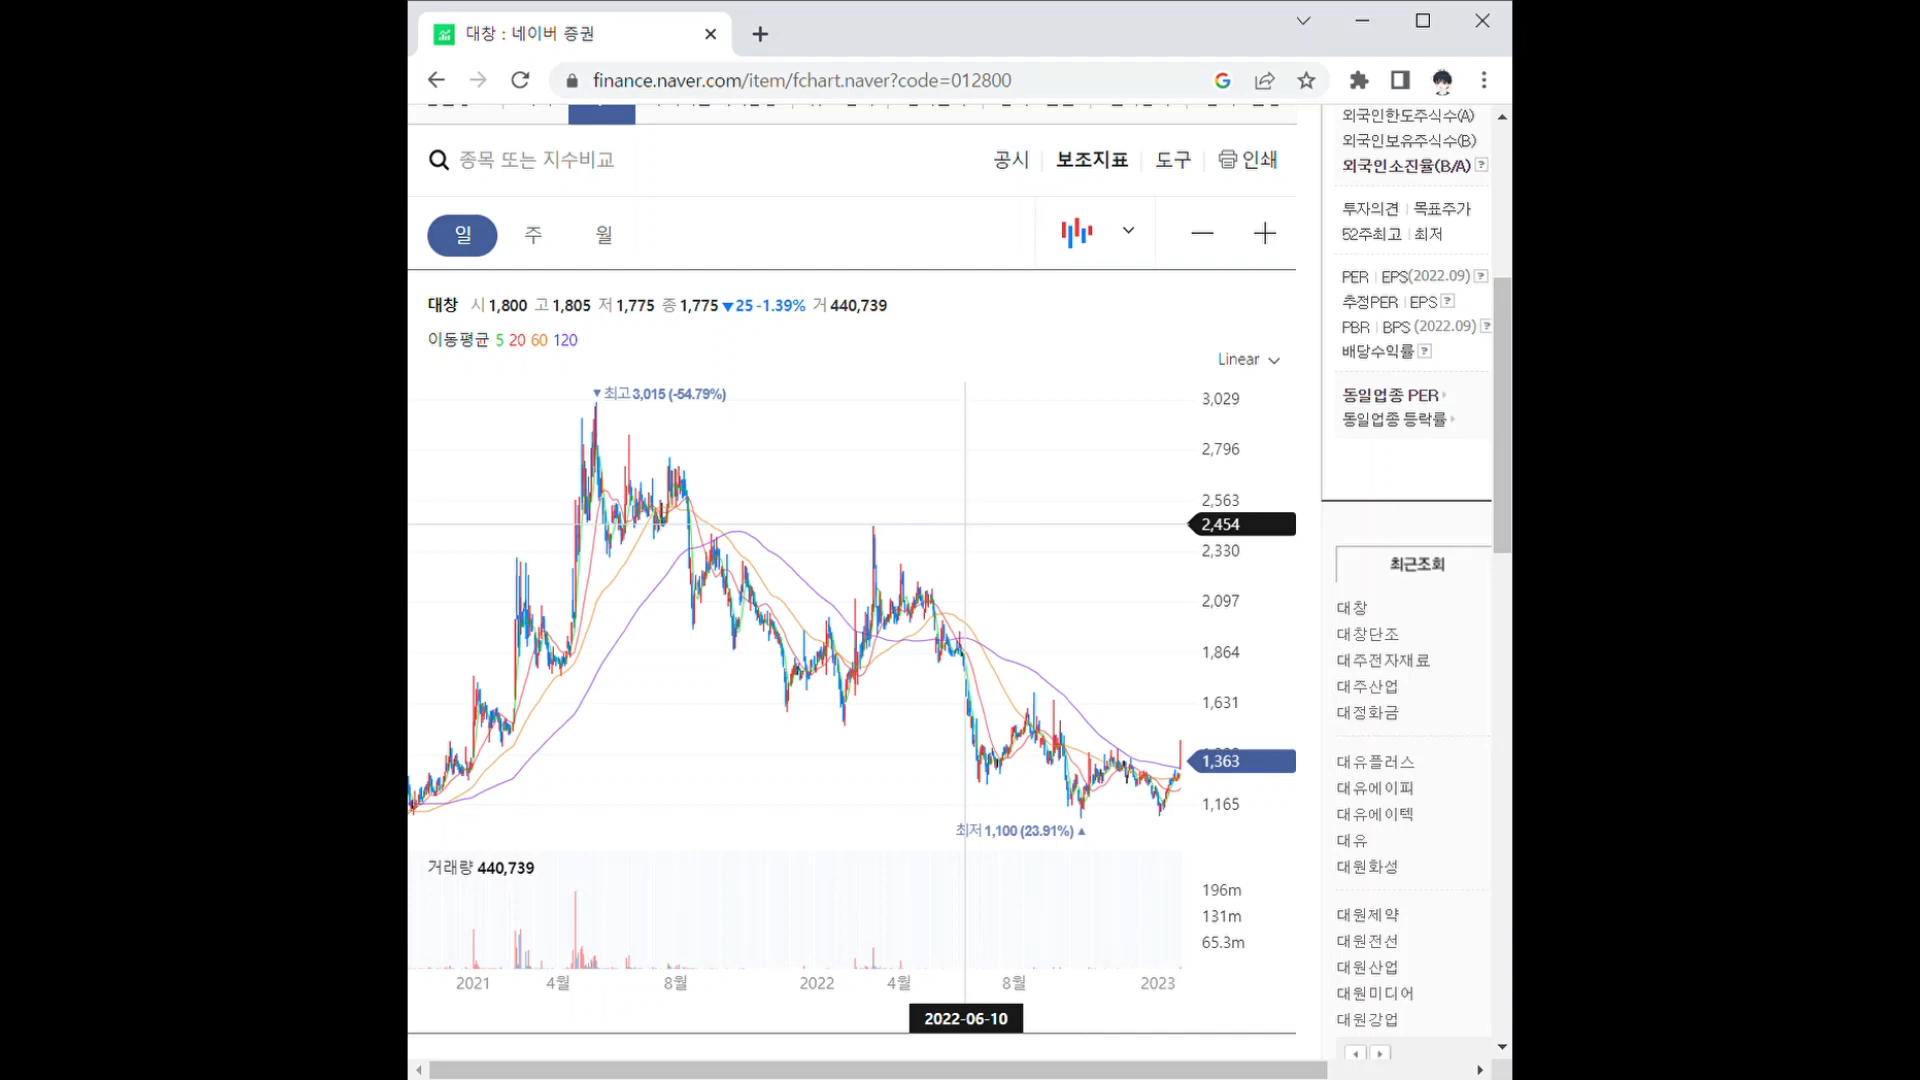 대창 : 네이버 증권
finance.naver.com/item/fchart.naver?code=012800
종목 또는 지수비교
공시 보조지표 도구 인쇄
일 주 월
대창 시 1,800 고 1,805 저 1,775 종 1,775 ▼25 -1.39% 거 440,739
이동평균 5 20 60 120
Linear
▼최고 3,015 (-54.79%)
3,029
2,796
2,563
2,454
2,330
2,097
1,864
1,631
1,363
1,165
최저 1,100 (23.91%) ▲
거래량 440,739
196m
131m
65.3m
2021 4월 8월 2022 4월 8월 2023
2022-06-10
외국인한도주식수(A)
외국인보유주식수(B)
외국인소진율(B/A) ?
투자의견 | 목표주가
52주최고 | 최저
PER | EPS(2022.09) ?
추정PER | EPS ?
PBR | BPS (2022.09) ?
배당수익률 ?
동일업종 PER
동일업종 등락률
최근조회
대창
대창단조
대주전자재료
대주산업
대정화금
대유플러스
대유에이피
대유에이텍
대유
대원화성
대원제약
대원전선
대원산업
대원미디어
대원강업